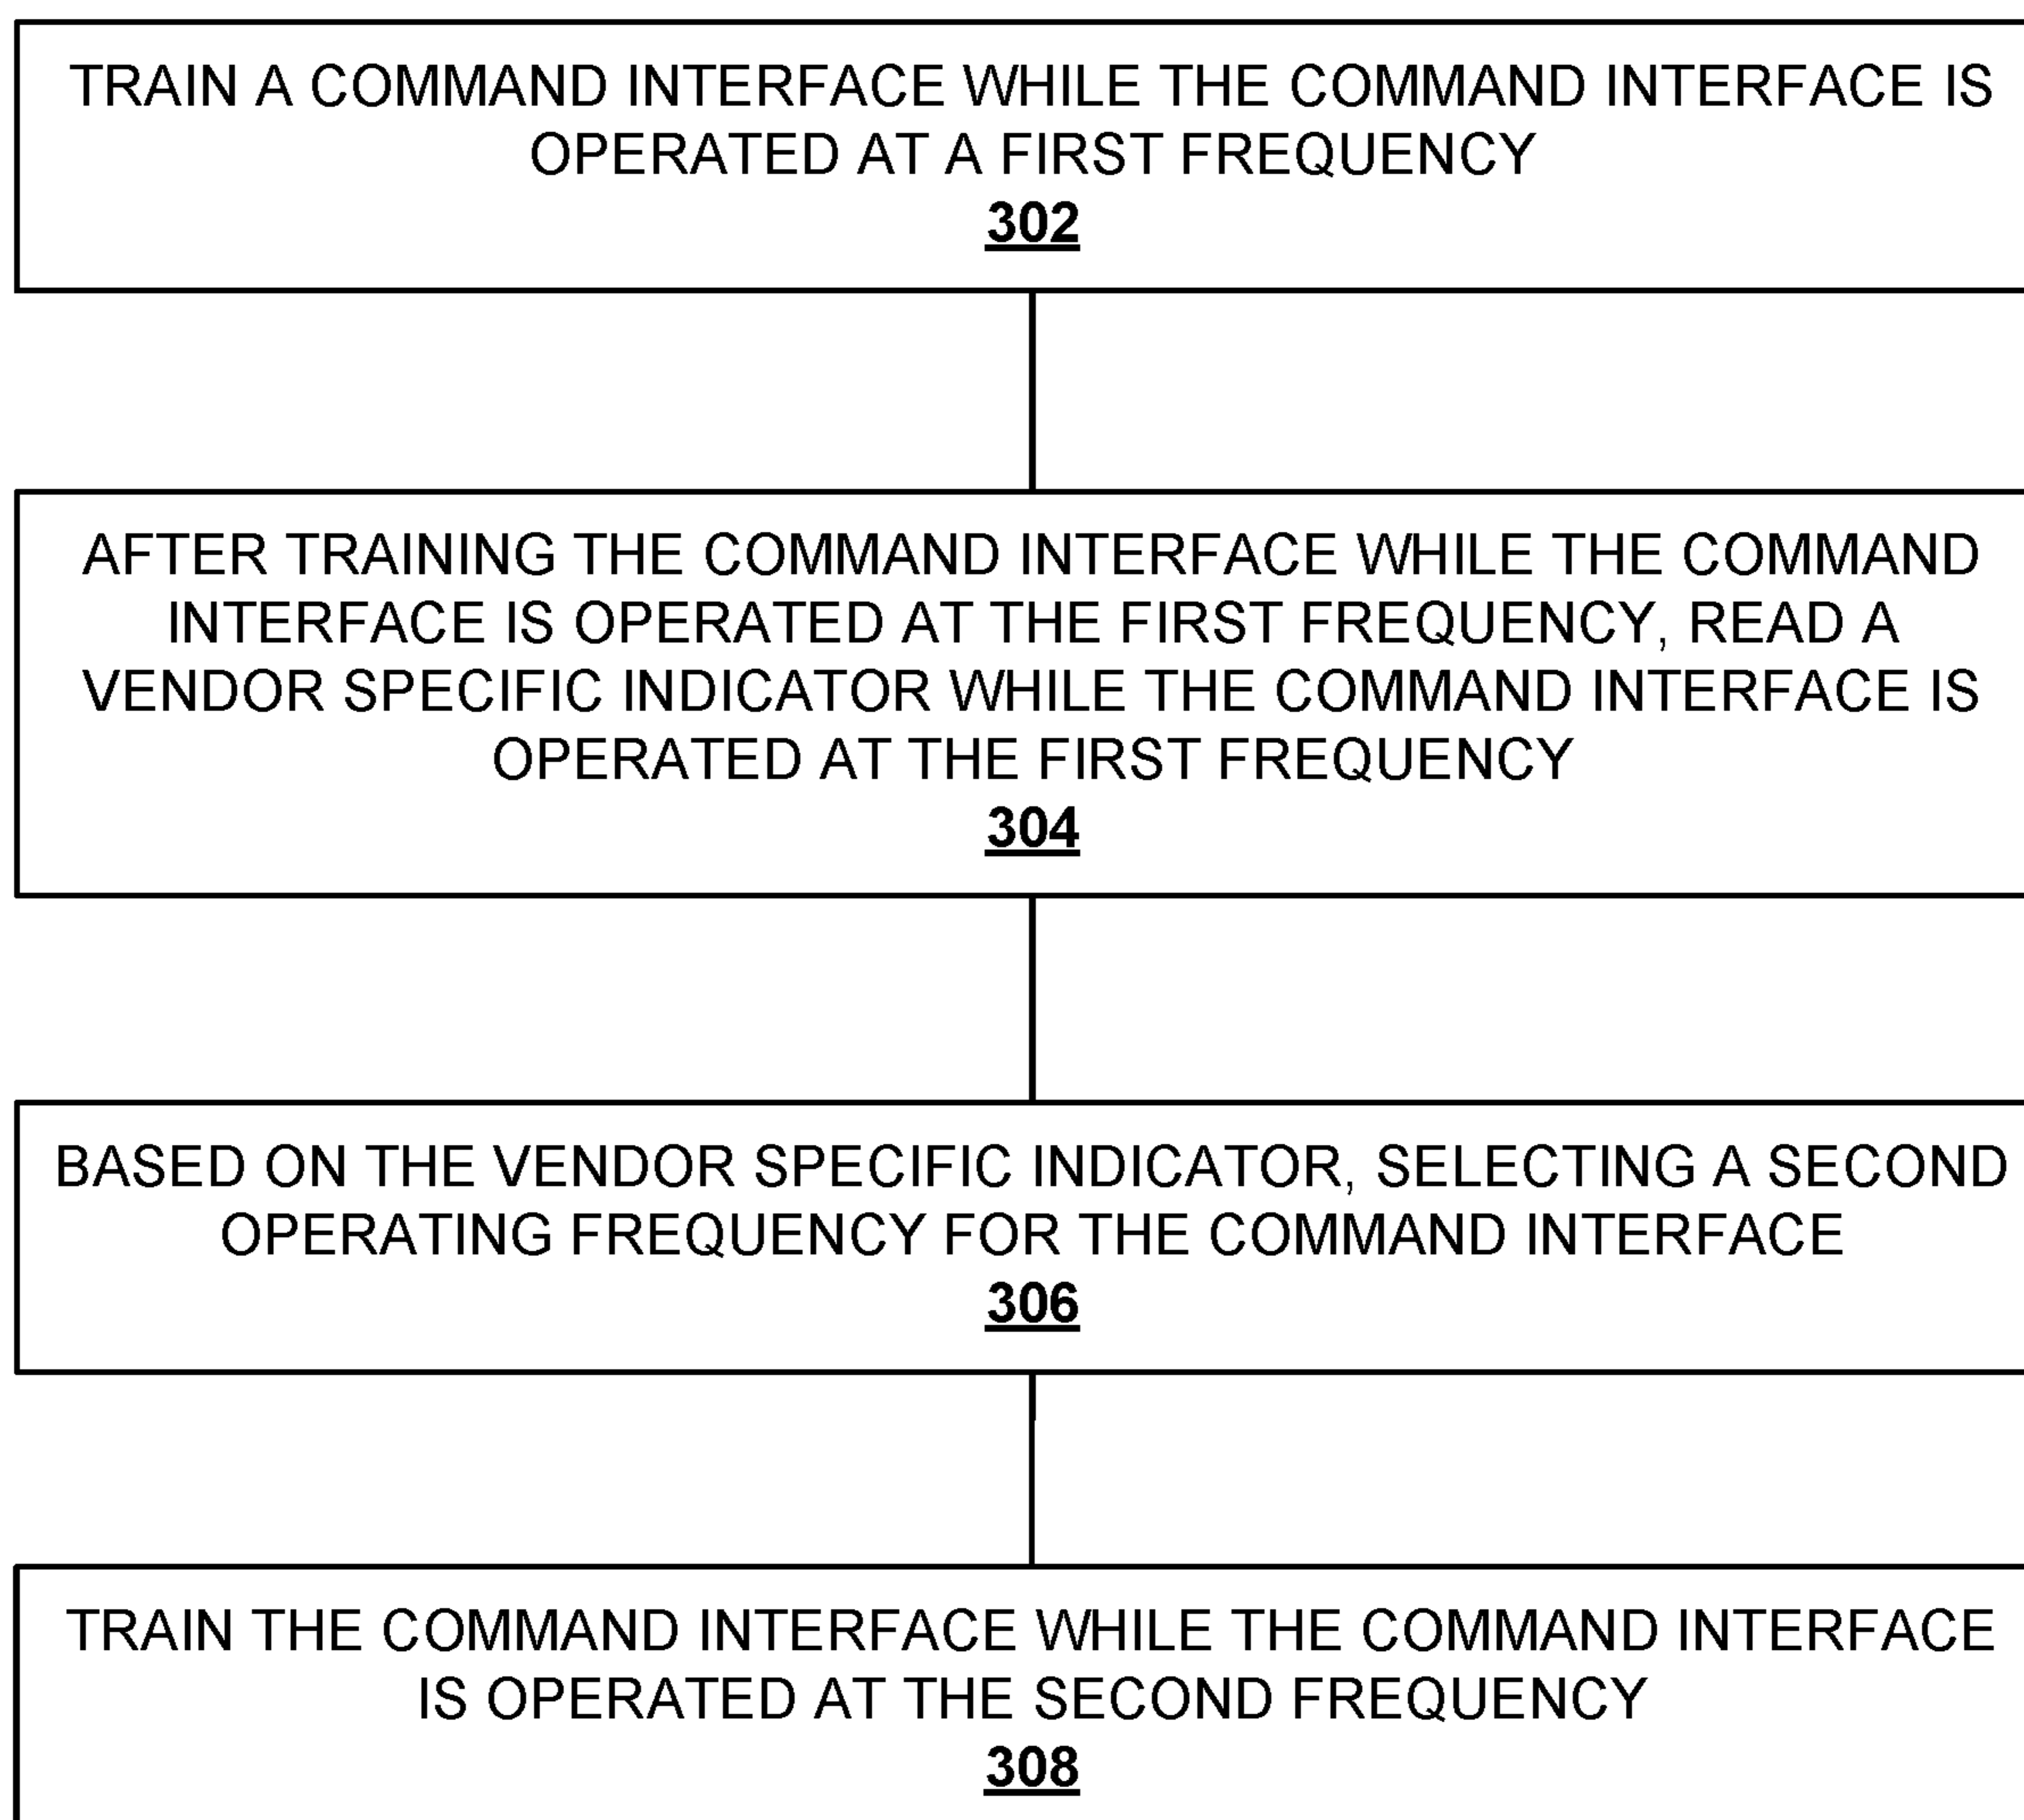 TRAIN A COMMAND INTERFACE WHILE THE COMMAND INTERFACE IS
OPERATED AT A FIRST FREQUENCY
302
AFTER TRAINING THE COMMAND INTERFACE WHILE THE COMMAND
INTERFACE IS OPERATED AT THE FIRST FREQUENCY, READ A
VENDOR SPECIFIC INDICATOR WHILE THE COMMAND INTERFACE IS
OPERATED AT THE FIRST FREQUENCY
304
BASED ON THE VENDOR SPECIFIC INDICATOR, SELECTING A SECOND
OPERATING FREQUENCY FOR THE COMMAND INTERFACE
306
TRAIN THE COMMAND INTERFACE WHILE THE COMMAND INTERFACE
IS OPERATED AT THE SECOND FREQUENCY
308